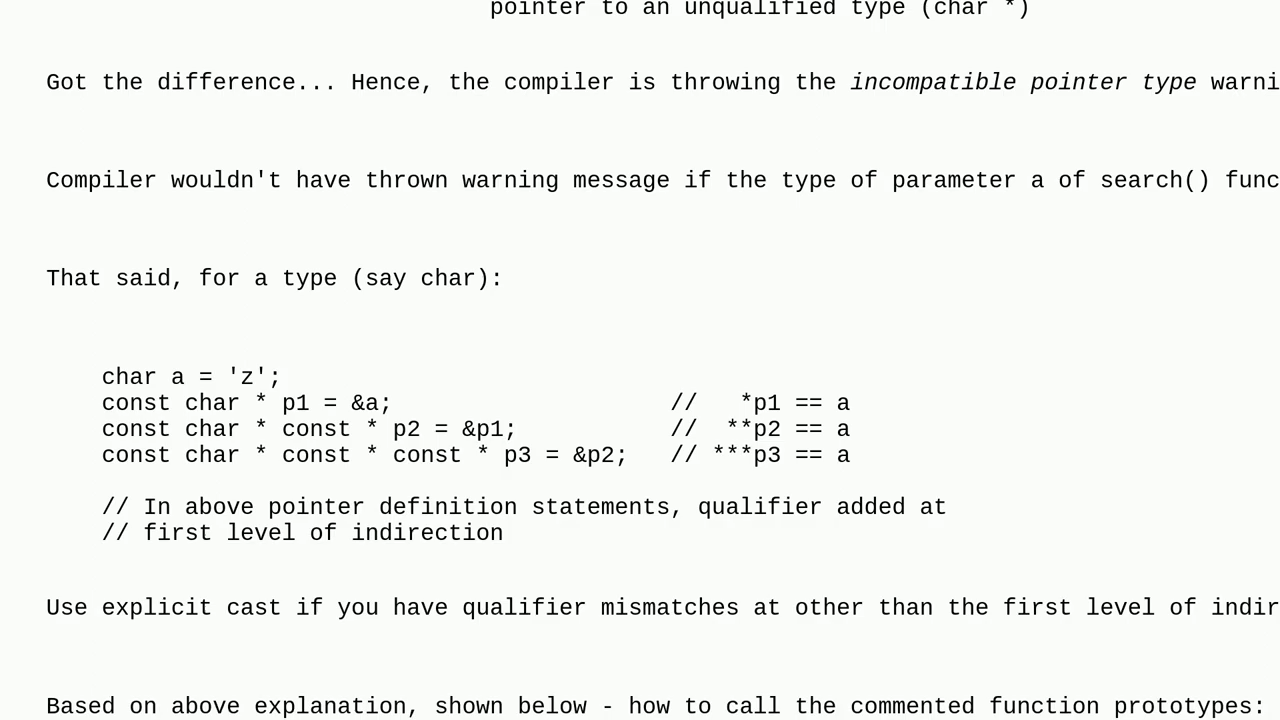 pointer to an unqualified type (char *)
Got the difference... Hence, the compiler is throwing the incompatible pointer type warni
Compiler wouldn't have thrown warning message if the type of parameter a of search() func
That said, for a type (say char):
char a = 'z';
const char * p1 = &a;                    //   *p1 == a
const char * const * p2 = &p1;           //  **p2 == a
const char * const * const * p3 = &p2;   // ***p3 == a
// In above pointer definition statements, qualifier added at
// first level of indirection
Use explicit cast if you have qualifier mismatches at other than the first level of indir
Based on above explanation, shown below - how to call the commented function prototypes: